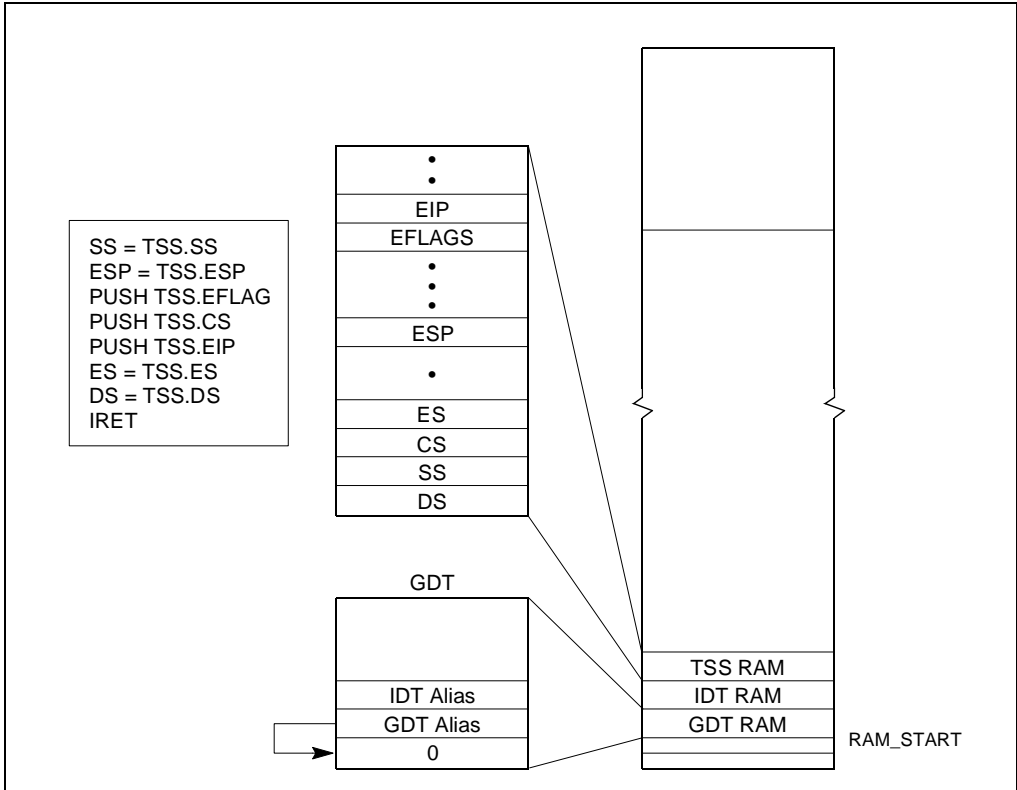 SS = TSS.SS
ESP = TSS.ESP
PUSH TSS.EFLAG
PUSH TSS.CS
PUSH TSS.EIP
ES = TSS.ES
DS = TSS.DS
IRET
EIP
EFLAGS
ESP
ES
CS
SS
DS
GDT
IDT Alias
GDT Alias
0
TSS RAM
IDT RAM
GDT RAM
RAM_START